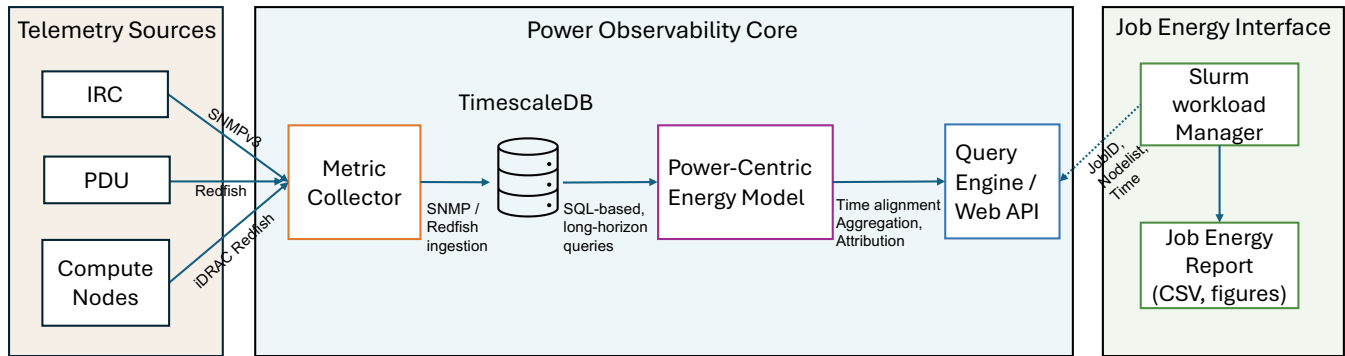 Telemetry Sources
IRC
PDU
Compute
Nodes
SNMPv3
Redfish
iDRAC Redfish
Power Observability Core
Metric
Collector
TimescaleDB
SNMP /
Redfish
ingestion
SQL-based,
long-horizon
queries
Power-Centric
Energy Model
Time alignment
Aggregation,
Attribution
Query
Engine /
Web API
Job Energy Interface
Slurm
workload
Manager
JobID,
Nodelist,
Time
Job Energy
Report
(CSV, figures)